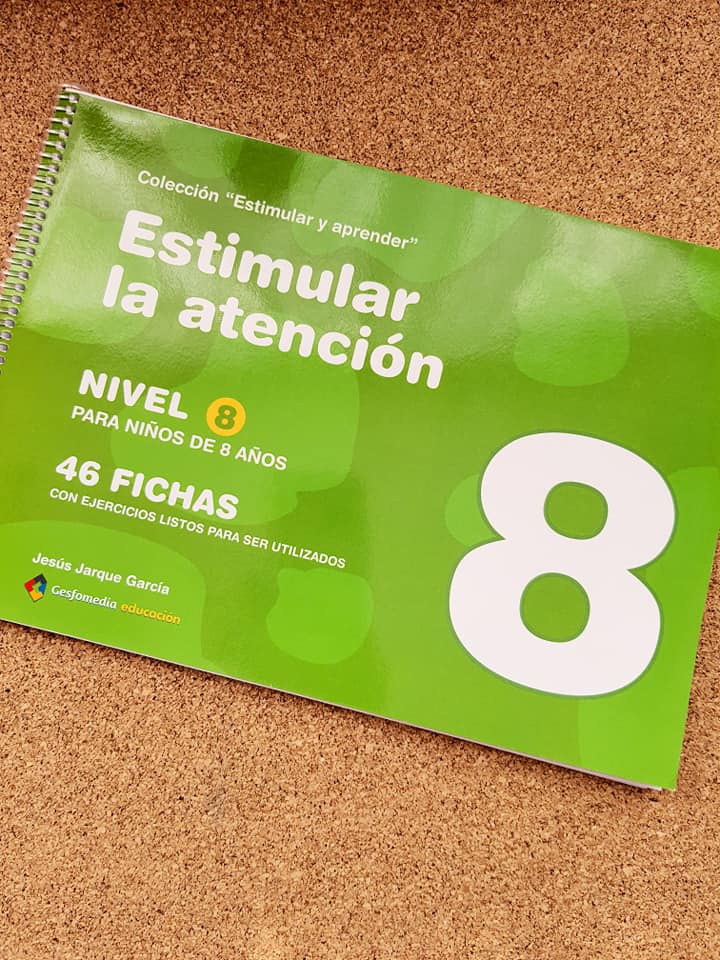 Colección "Estimular y aprender"
Estimular
la atención
NIVEL 8
PARA NIÑOS DE 8 AÑOS
46 FICHAS
CON EJERCICIOS LISTOS PARA SER UTILIZADOS
Jesús Jarque García
Gesfomedia educación
8